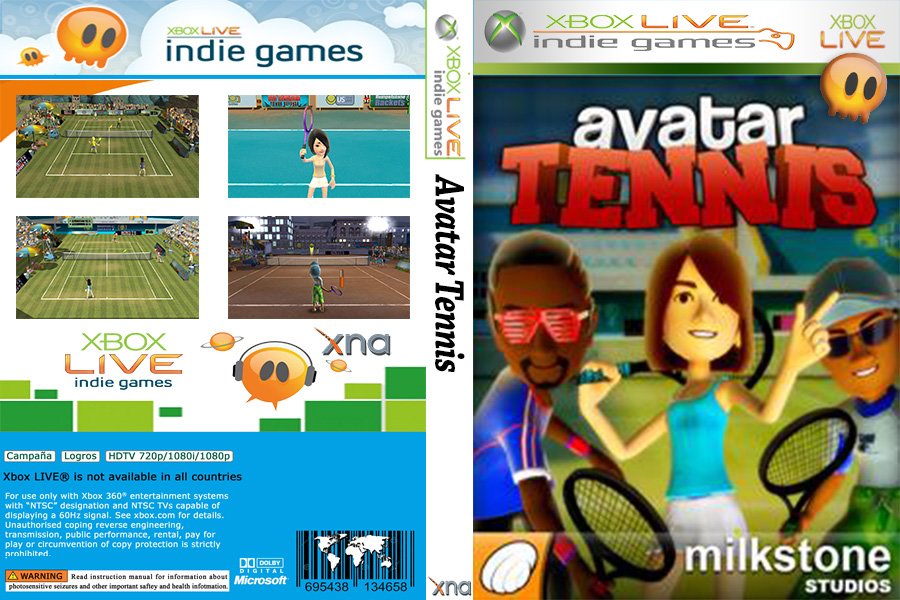 XBOX LIVE
indie games
US
Rackets
XBOX
LIVE
indie games
xna
Campaña
Logros
HDTV 720p/1080i/1080p
Xbox LIVE® is not available in all countries
For use only with Xbox 360® entertainment systems
with “NTSC” designation and NTSC TVs capable of
displaying a 60Hz signal. See xbox.com for details.
Unauthorised coping reverse engineering,
transmission, public performance, rental, pay for
play or circumvention of copy protection is strictly
prohibited.
WARNING Read instruction manual for information about
photosensitive seizures and other important saftey and health information.
DOLBY
DIGITAL
Microsoft
695438 134658
XBOX LIVE
indie games
Avatar Tennis
xna
XBOX LIVE
indie games
XBOX
LIVE
avatar
TENNIS
milkstone
STUDIOS